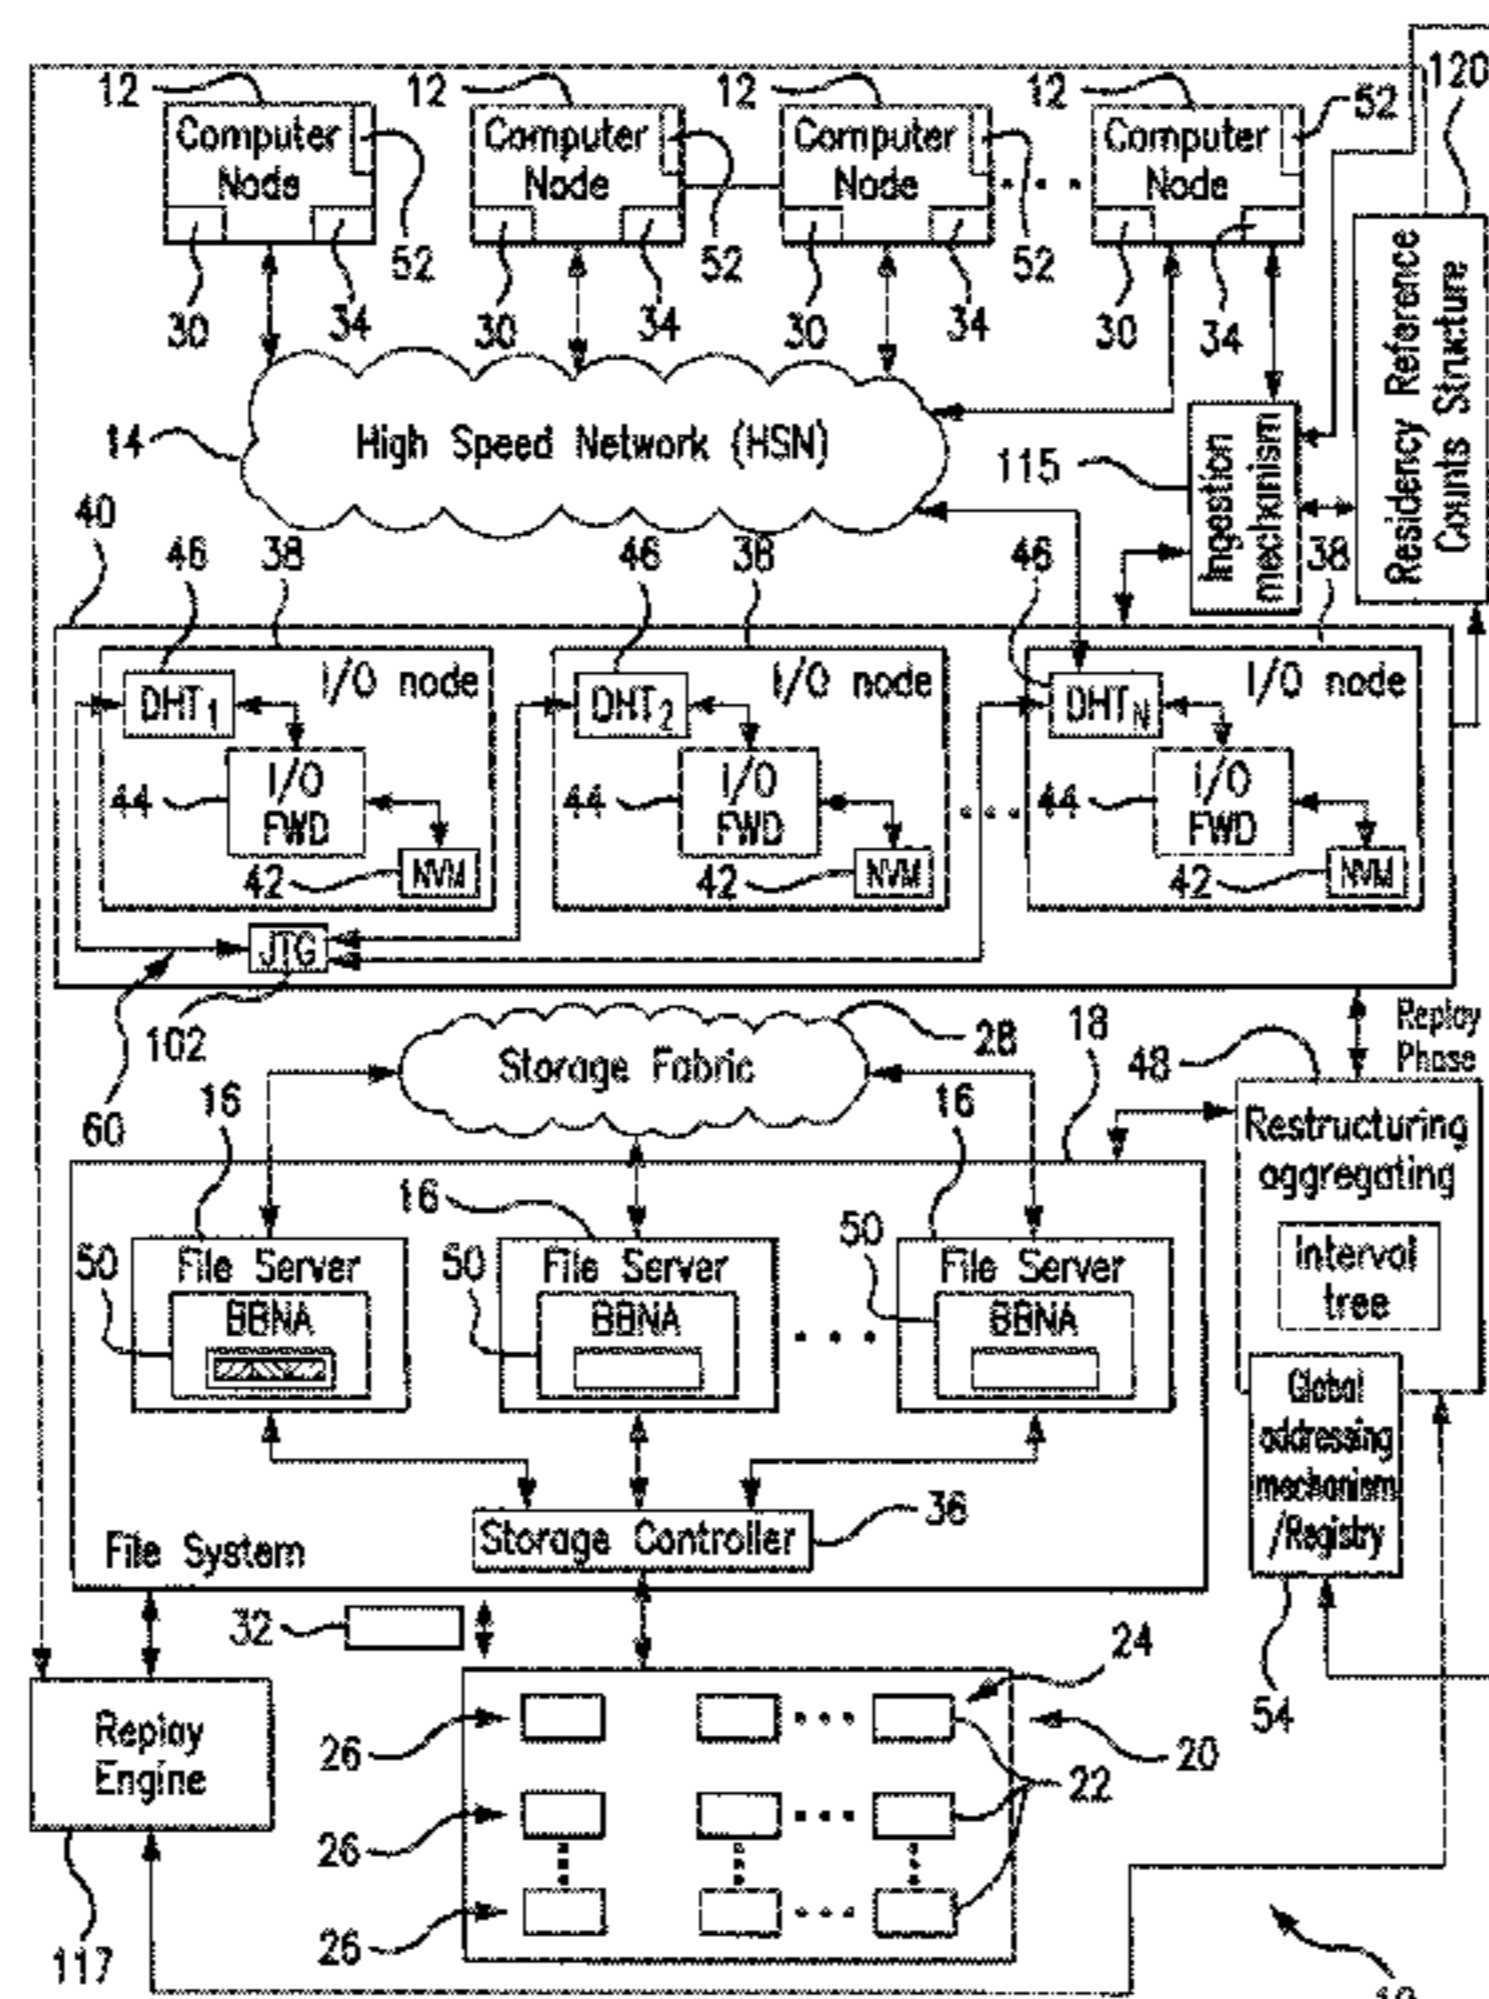 12 12 12 12 52 120
Computer Node Computer Node Computer Node Computer Node
52 52 52
30 34 30 34 30 34 30 34
Residency Reference Counts Structure
14 High Speed Network (HSN)
115 Ingestion mechanism
40 46 38 46 38 46 38
DHT1 I/O node DHT2 I/O node DHTN I/O node
44 I/O FWD 44 I/O FWD 44 I/O FWD
42 NVM 42 NVM 42 NVM
JTG
60 102
Storage Fabric 28 18 48
Replay Phase
16 16 16
Restructuring
aggregating
Interval
tree
50 File Server 50 File Server 50 File Server
BBNA BBNA BBNA
Global
addressing
mechanism
/Registry
Storage Controller 36
File System
32
24
54
Replay
Engine
26 20
22
26
26
117